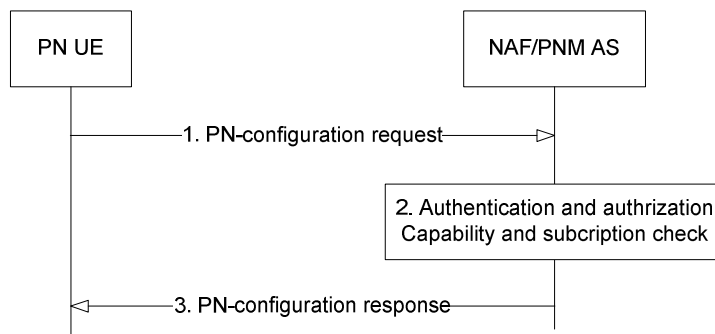 PN UE
NAF/PNM AS
1. PN-configuration request
2. Authentication and authrization
Capability and subcription check
3. PN-configuration response